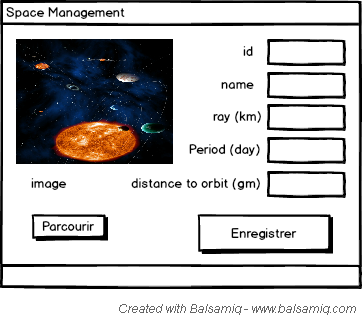 Space Management
id
name
ray (km)
Period (day)
image
distance to orbit (gm)
Parcourir
Enregistrer
Created with Balsamiq - www.balsamiq.com